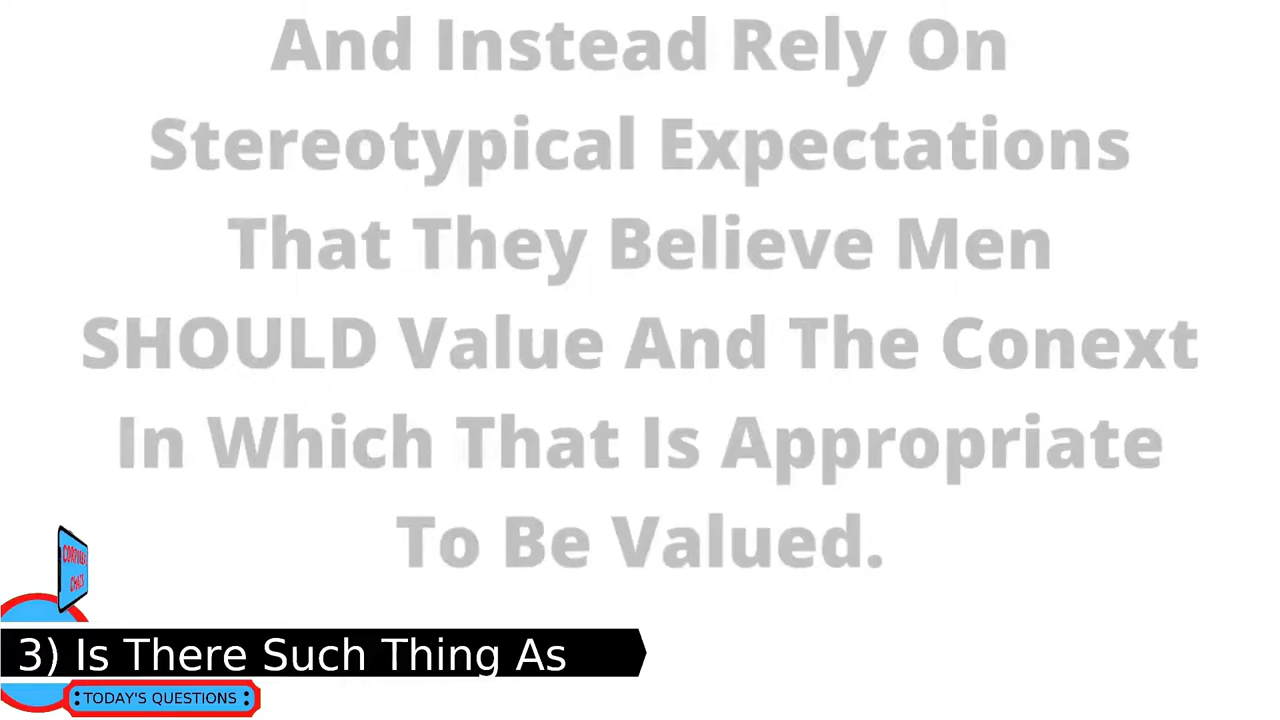 And Instead Rely On
Stereotypical Expectations
That They Believe Men
SHOULD Value And The Conext
In Which That Is Appropriate
To Be Valued.
CHATS
3) Is There Such Thing As
TODAY'S QUESTIONS